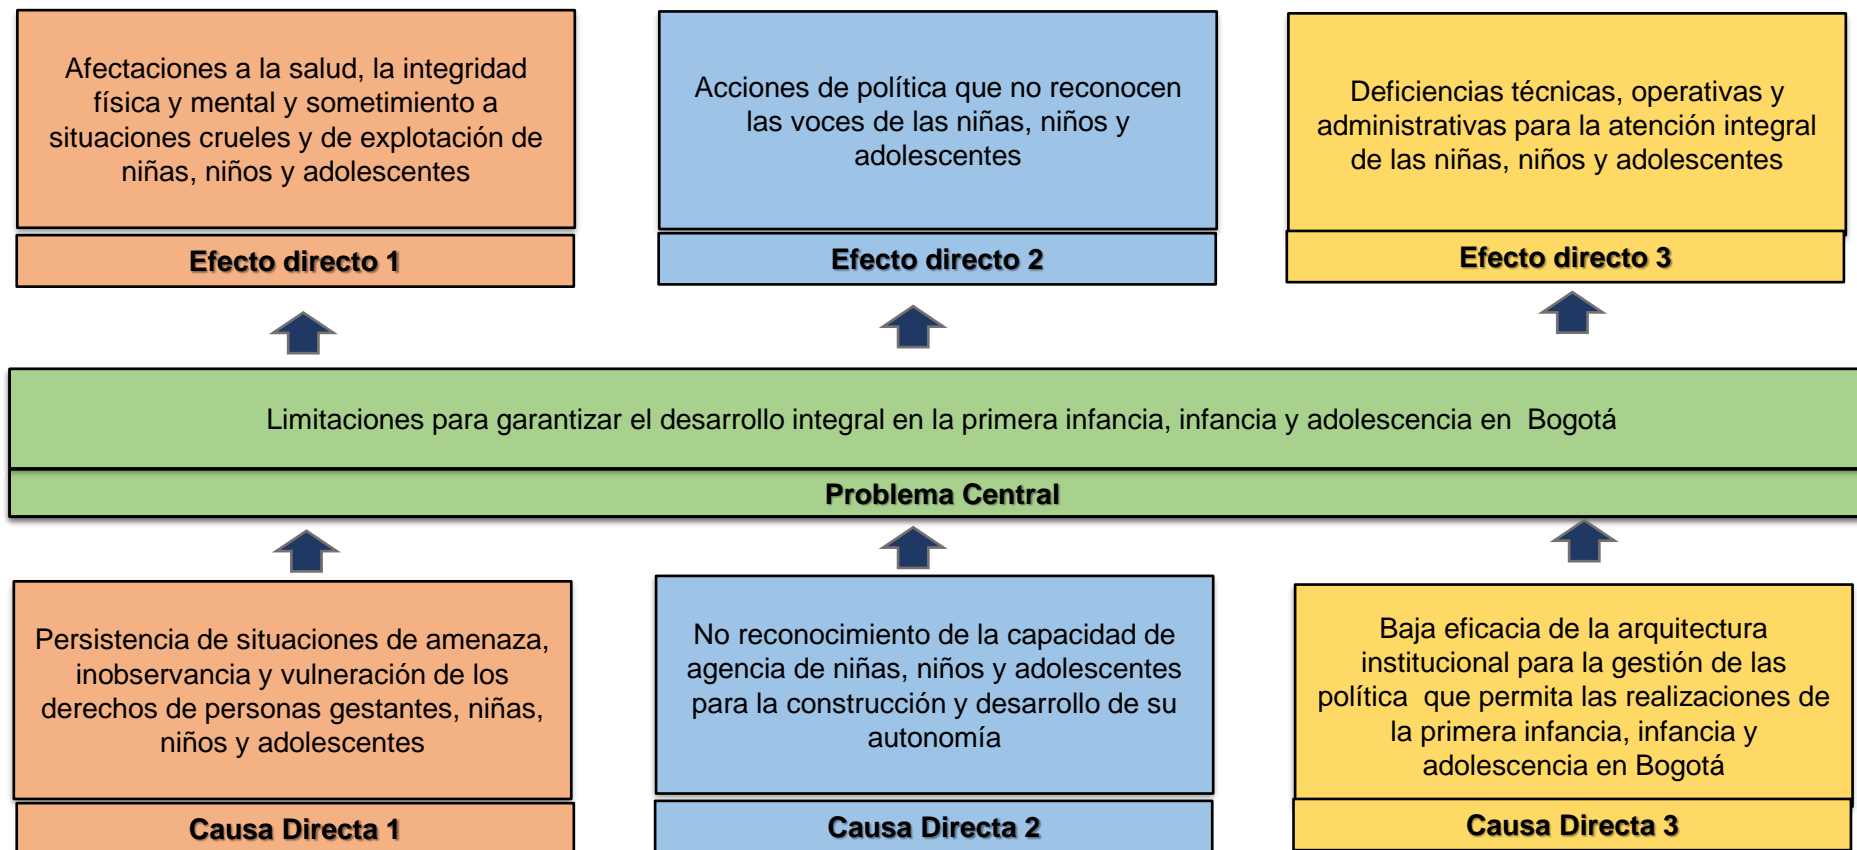 Afectaciones a la salud, la integridad
física y mental y sometimiento a
situaciones crueles y de explotación de
niñas, niños y adolescentes
Efecto directo 1
Acciones de política que no reconocen
las voces de las niñas, niños y
adolescentes
Efecto directo 2
Deficiencias técnicas, operativas y
administrativas para la atención integral
de las niñas, niños y adolescentes
Efecto directo 3
Limitaciones para garantizar el desarrollo integral en la primera infancia, infancia y adolescencia en  Bogotá
Problema Central
Persistencia de situaciones de amenaza,
inobservancia y vulneración de los
derechos de personas gestantes, niñas,
niños y adolescentes
Causa Directa 1
No reconocimiento de la capacidad de
agencia de niñas, niños y adolescentes
para la construcción y desarrollo de su
autonomía
Causa Directa 2
Baja eficacia de la arquitectura
institucional para la gestión de las
política  que permita las realizaciones de
la primera infancia, infancia y
adolescencia en Bogotá
Causa Directa 3